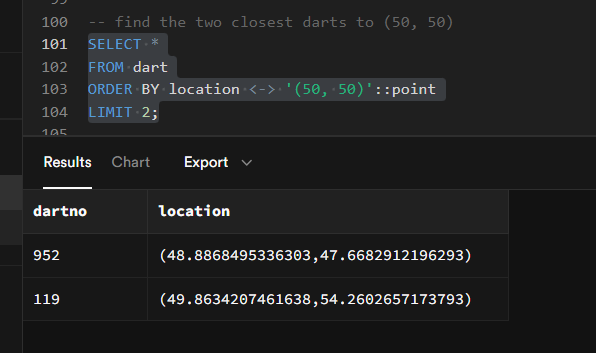 100 -- find the two closest darts to (50, 50)
101 SELECT *
102 FROM dart
103 ORDER BY location <-> '(50, 50)'::point
104 LIMIT 2;
105
Results Chart Export
dartno location
952 (48.8868495336303,47.6682912196293)
119 (49.8634207461638,54.2602657173793)